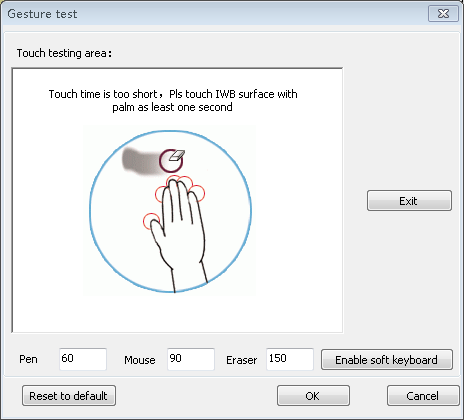 Gesture test
Touch testing area:
Touch time is too short, Pls touch IWB surface with
palm as least one second
Exit
Pen 60 Mouse 90 Eraser 150 Enable soft keyboard
Reset to default OK Cancel